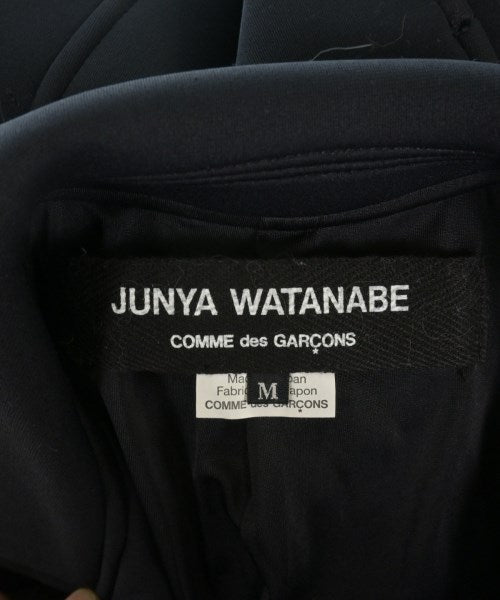 JUNYA WATANABE
COMME des GARÇONS
M
COMME des GARÇONS